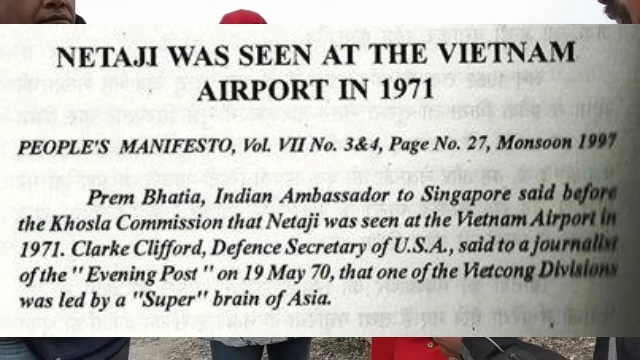 NETAJI WAS SEEN AT THE VIETNAM
AIRPORT IN 1971
PEOPLE'S MANIFESTO, Vol. VII No. 3&4, Page No. 27, Monsoon 1997
Prem Bhatia, Indian Ambassador to Singapore said before
the Khosla Commission that Netaji was seen at the Vietnam Airport in
1971. Clarke Clifford, Defence Secretary of U.S.A., said to a journalist
of the "Evening Post" on 19 May 70, that one of the Vietcong Divisions
was led by a "Super" brain of Asia.